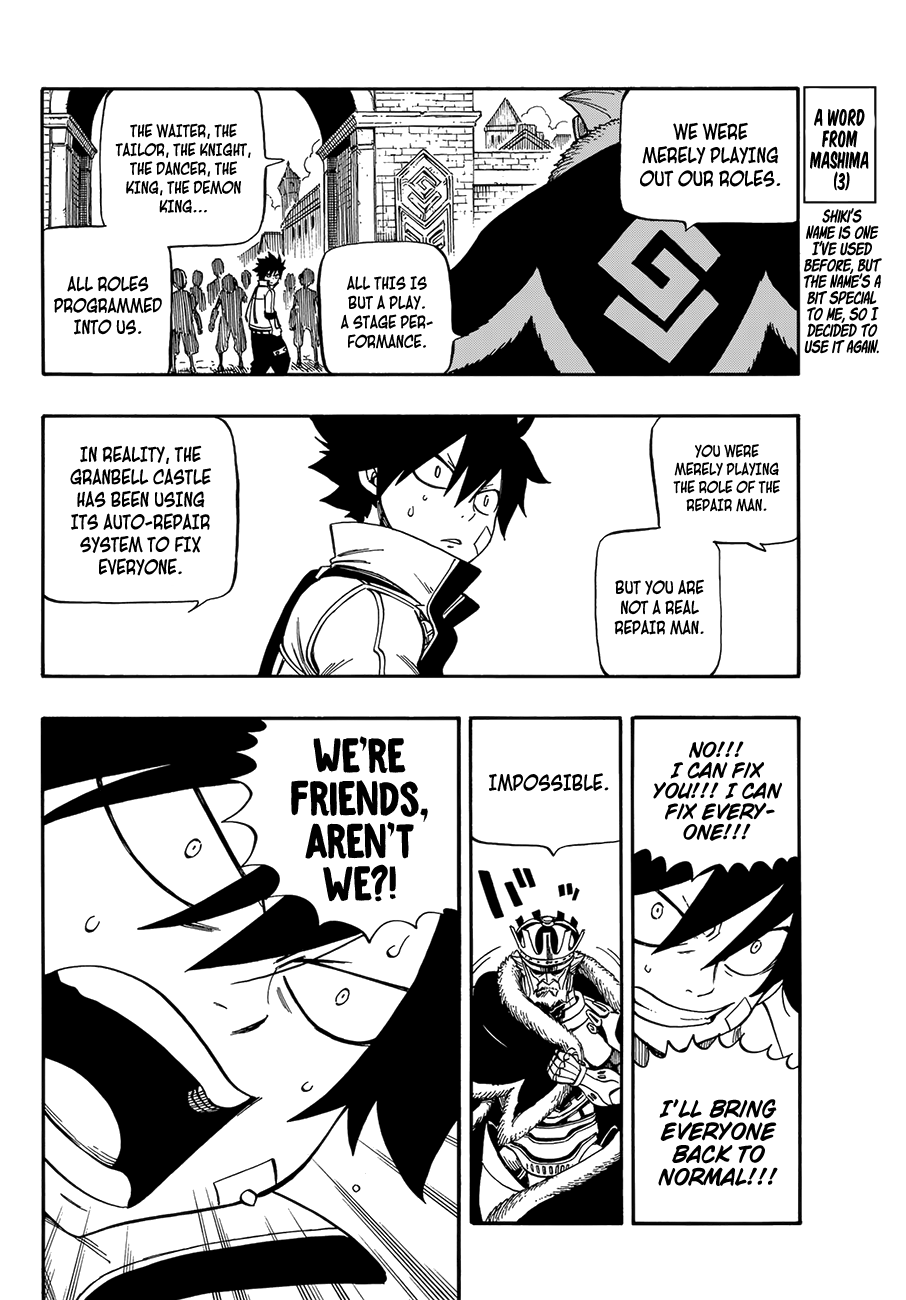 A WORD
FROM
MASHIMA
(3)
SHIKI'S
NAME IS ONE
I'VE USED
BEFORE, BUT
THE NAME'S A
BIT SPECIAL
TO ME, SO I
DECIDED TO
USE IT AGAIN.
WE WERE
MERELY PLAYING
OUT OUR ROLES.
ALL THIS IS
BUT A PLAY.
A STAGE PER-
FORMANCE.
THE WAITER, THE
TAILOR, THE KNIGHT,
THE DANCER, THE
KING, THE DEMON
KING...
ALL ROLES
PROGRAMMED
INTO US.
YOU WERE
MERELY PLAYING
THE ROLE OF THE
REPAIR MAN.
BUT YOU ARE
NOT A REAL
REPAIR MAN.
IN REALITY, THE
GRANBELL CASTLE
HAS BEEN USING
ITS AUTO-REPAIR
SYSTEM TO FIX
EVERYONE.
NO!!!
I CAN FIX
YOU!!! I CAN
FIX EVERY-
ONE!!!
I'LL BRING
EVERYONE
BACK TO
NORMAL!!!
IMPOSSIBLE.
バッ
WE'RE
FRIENDS,
AREN'T
WE?!